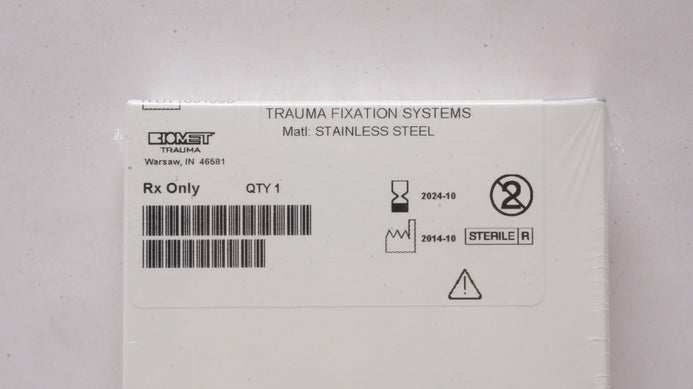 TRAUMA FIXATION SYSTEMS
Matl: STAINLESS STEEL
BIOMET
TRAUMA
Warsaw, IN 46581
Rx Only QTY 1
2024-10
2
2014-10
STERILE R